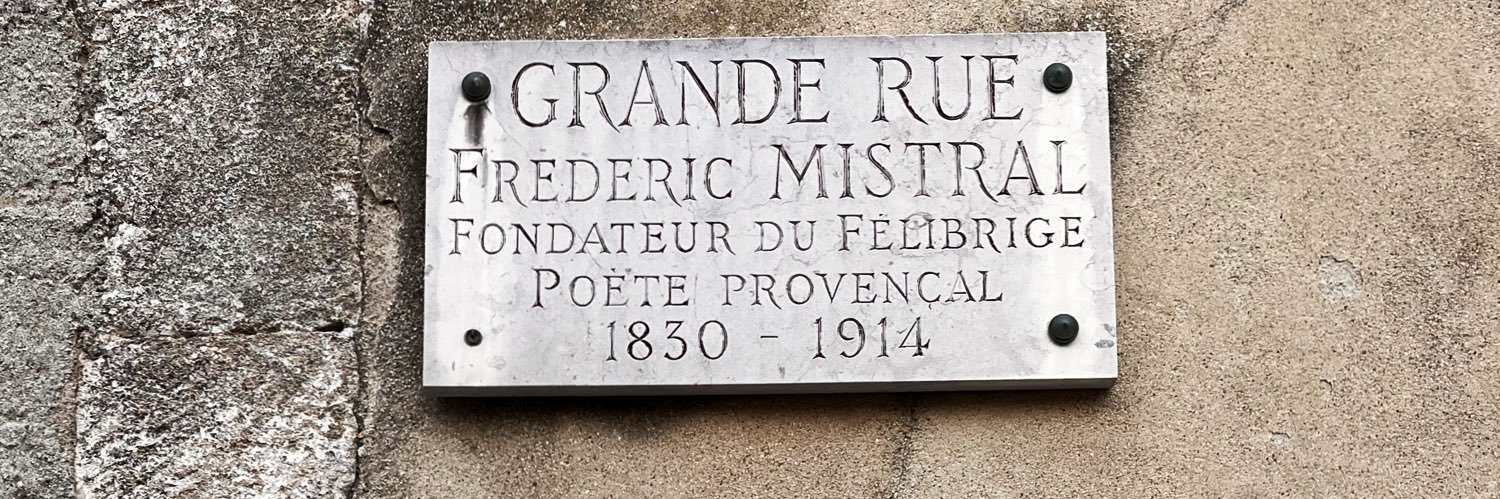 GRANDE RUE
FREDERIC MISTRAL
FONDATEUR DU FÉLIBRIGE
POÈTE PROVENÇAL
1830 - 1914